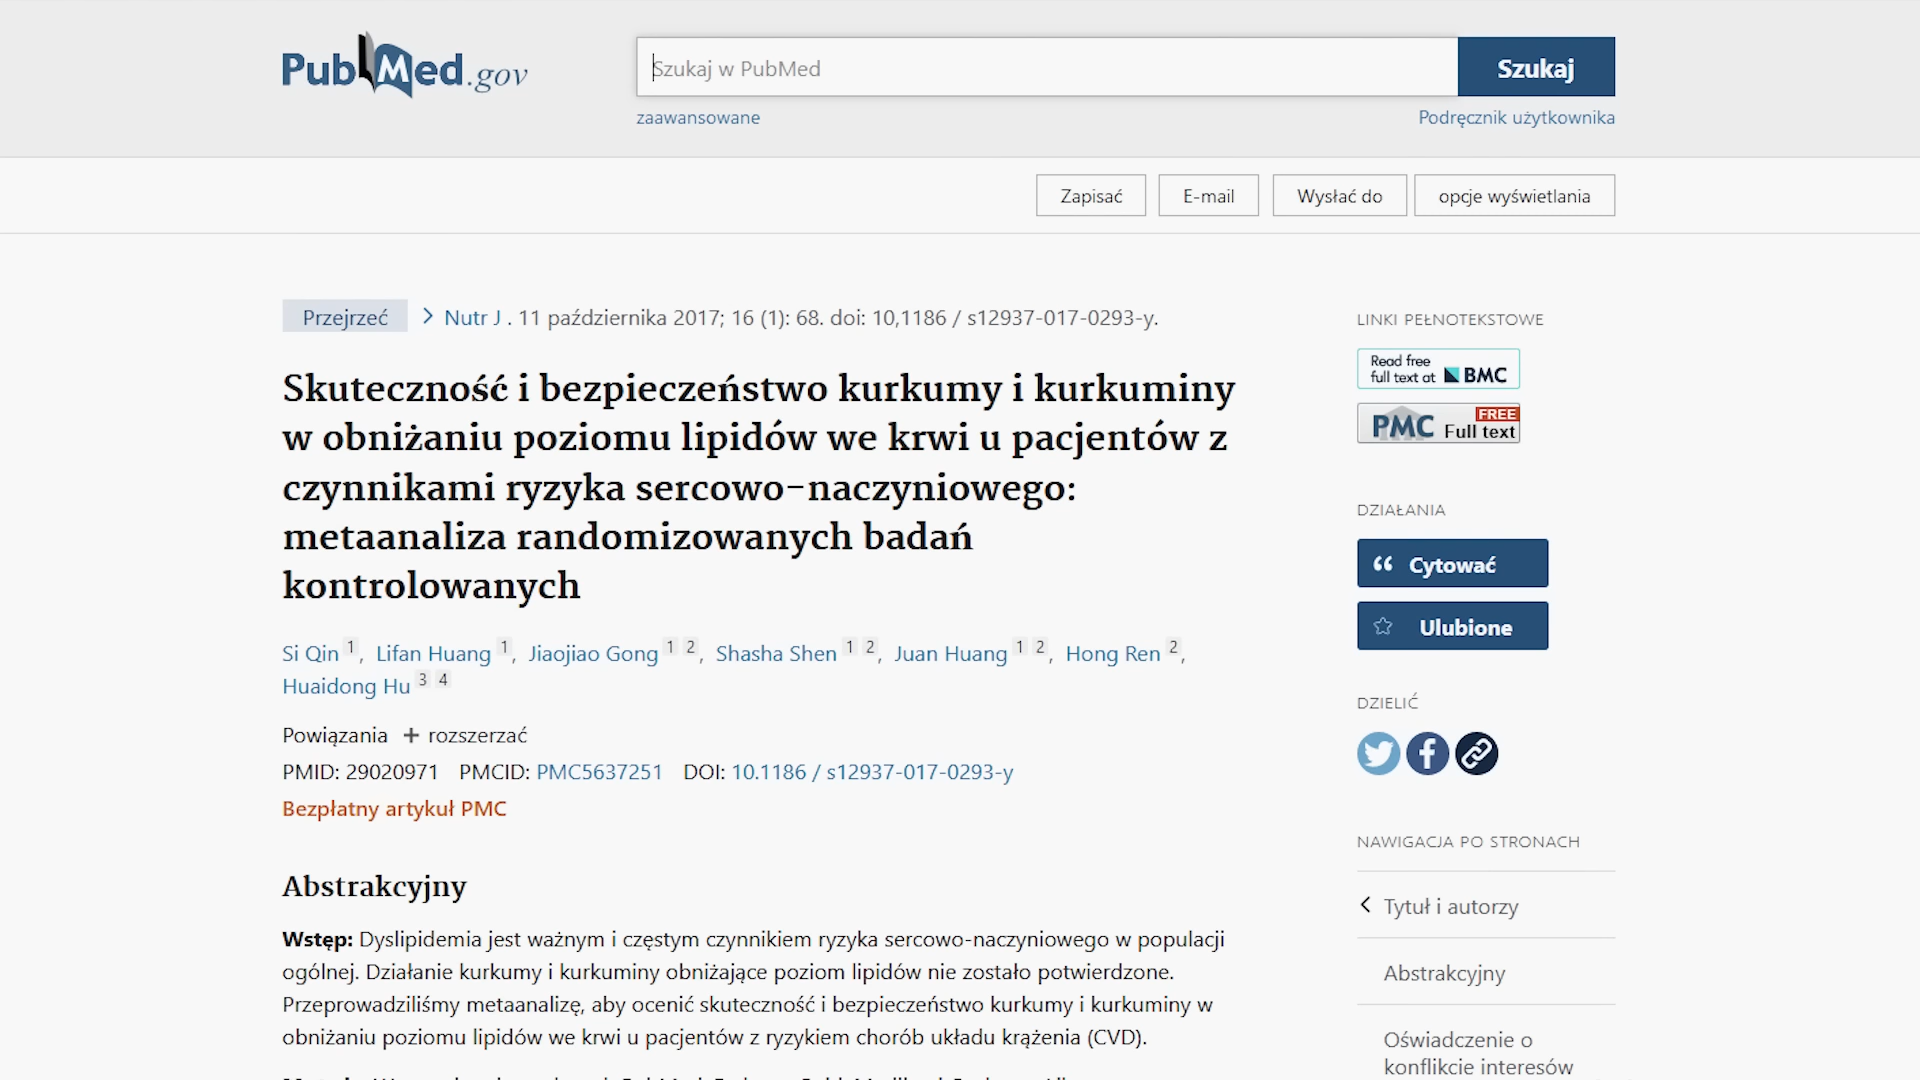 PubMed.gov
Szukaj w PubMed
Szukaj
zaawansowane
Podręcznik użytkownika
Zapisać
E-mail
Wysłać do
opcje wyświetlania
Przejrzeć
Nutr J . 11 października 2017; 16 (1): 68. doi: 10,1186 / s12937-017-0293-y.
Skuteczność i bezpieczeństwo kurkumy i kurkuminy
w obniżaniu poziomu lipidów we krwi u pacjentów z
czynnikami ryzyka sercowo-naczyniowego:
metaanaliza randomizowanych badań
kontrolowanych
Si Qin 1, Lifan Huang 1, Jiaojiao Gong 1 2, Shasha Shen 1 2, Juan Huang 1 2, Hong Ren 2,
Huaidong Hu 3 4
Powiązania + rozszerzać
PMID: 29020971 PMCID: PMC5637251 DOI: 10.1186 / s12937-017-0293-y
Bezpłatny artykuł PMC
Abstrakcyjny
Wstęp: Dyslipidemia jest ważnym i częstym czynnikiem ryzyka sercowo-naczyniowego w populacji
ogólnej. Działanie kurkumy i kurkuminy obniżające poziom lipidów nie zostało potwierdzone.
Przeprowadziliśmy metaanalizę, aby ocenić skuteczność i bezpieczeństwo kurkumy i kurkuminy w
obniżaniu poziomu lipidów we krwi u pacjentów z ryzykiem chorób układu krążenia (CVD).
LINKI PEŁNOTEKSTOWE
Read free
full text at BMC
PMC FREE
Full text
DZIAŁANIA
Cytować
Ulubione
DZIELIĆ
NAWIGACJA PO STRONACH
Tytuł i autorzy
Abstrakcyjny
Oświadczenie o
konflikcie interesów